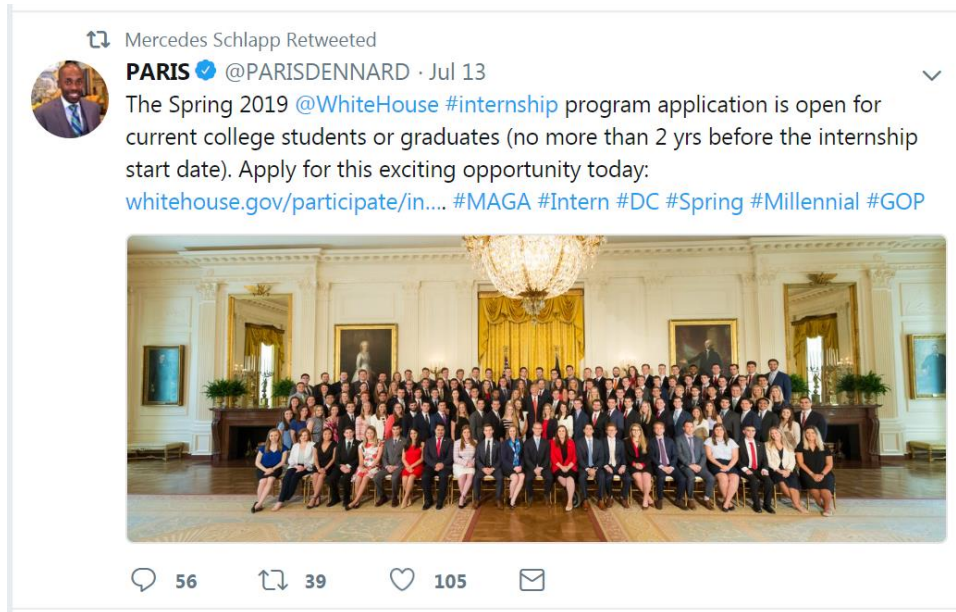 Mercedes Schlapp Retweeted
PARIS @PARISDENNARD · Jul 13
The Spring 2019 @WhiteHouse #internship program application is open for
current college students or graduates (no more than 2 yrs before the internship
start date). Apply for this exciting opportunity today:
whitehouse.gov/participate/in…. #MAGA #Intern #DC #Spring #Millennial #GOP
56 39 105